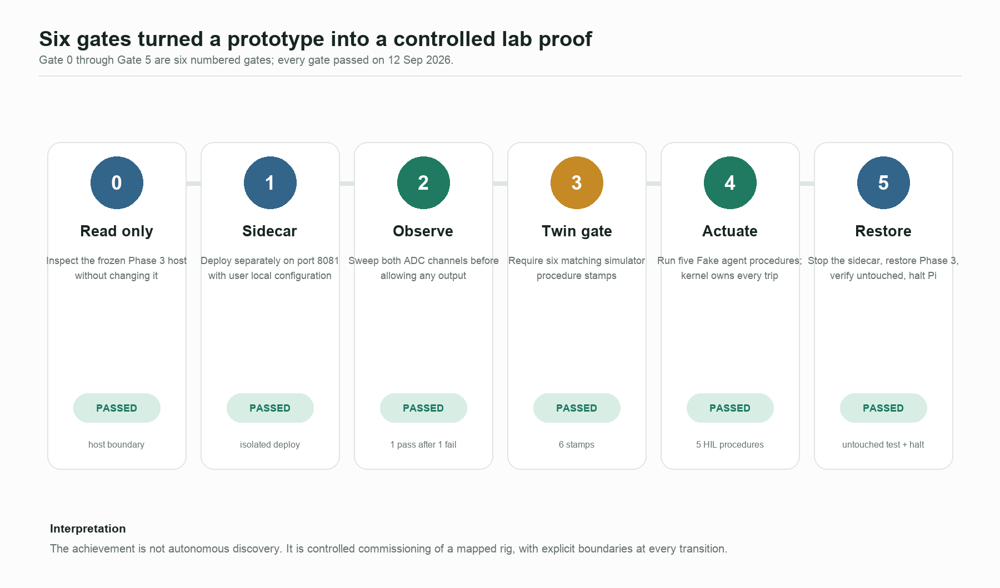 Six gates turned a prototype into a controlled lab proof
Gate 0 through Gate 5 are six numbered gates; every gate passed on 12 Sep 2026.
0
Read only
Inspect the frozen Phase 3 host
without changing it
PASSED
host boundary
1
Sidecar
Deploy separately on port 8081
with user local configuration
PASSED
isolated deploy
2
Observe
Sweep both ADC channels before
allowing any output
PASSED
1 pass after 1 fail
3
Twin gate
Require six matching simulator
procedure stamps
PASSED
6 stamps
4
Actuate
Run five Fake agent procedures;
kernel owns every trip
PASSED
5 HIL procedures
5
Restore
Stop the sidecar, restore Phase 3,
verify untouched, halt Pi
PASSED
untouched test + halt
Interpretation
The achievement is not autonomous discovery. It is controlled commissioning of a mapped rig, with explicit boundaries at every transition.